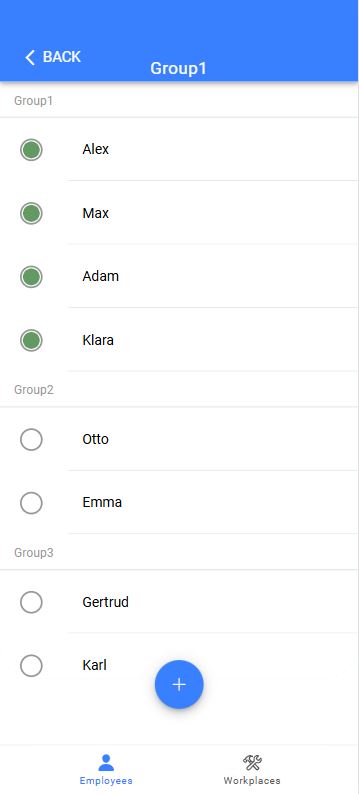 BACK
Group1
Group1
Alex
Max
Adam
Klara
Group2
Otto
Emma
Group3
Gertrud
Karl
+
Employees
Workplaces